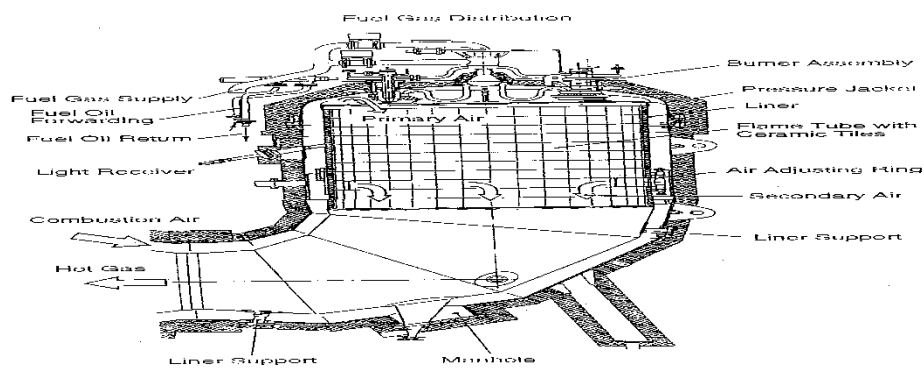 Fuel Gas Distribution
Burner Assembly
Fuel Gas Supply
Pressure Jacket
Fuel Oil
Forwarding
Liner
Primary Air
Fuel Oil Return
Flame Tube with
Ceramic Tiles
Light Receiver
Air Adjusting Ring
Secondary Air
Combustion Air
Liner Support
Hot Gas
Liner Support
Manhole